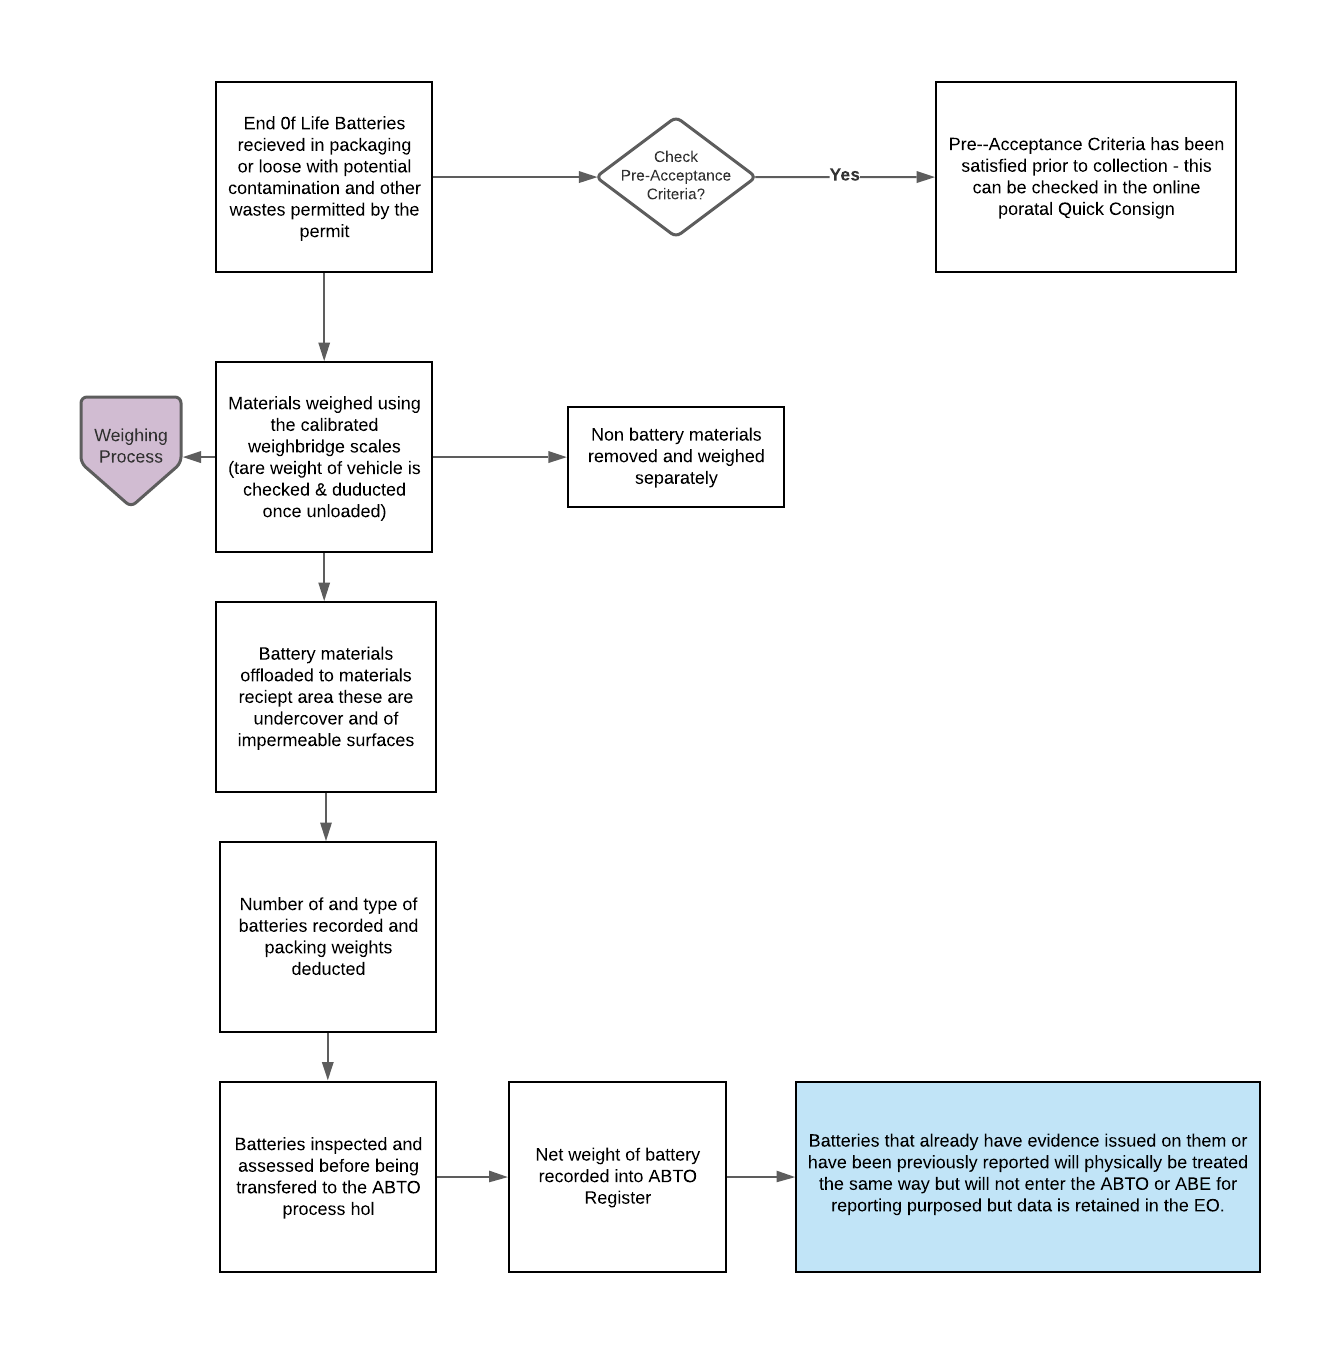 End 0f Life Batteries
recieved in packaging
or loose with potential
contamination and other
wastes permitted by the
permit
Check
Pre-Acceptance
Criteria?
Yes
Pre--Acceptance Criteria has been
satisfied prior to collection - this
can be checked in the online
poratal Quick Consign
Weighing
Process
Materials weighed using
the calibrated
weighbridge scales
(tare weight of vehicle is
checked & duducted
once unloaded)
Non battery materials
removed and weighed
separately
Battery materials
offloaded to materials
reciept area these are
undercover and of
impermeable surfaces
Number of and type of
batteries recorded and
packing weights
deducted
Batteries inspected and
assessed before being
transfered to the ABTO
process hol
Net weight of battery
recorded into ABTO
Register
Batteries that already have evidence issued on them or
have been previously reported will physically be treated
the same way but will not enter the ABTO or ABE for
reporting purposed but data is retained in the EO.